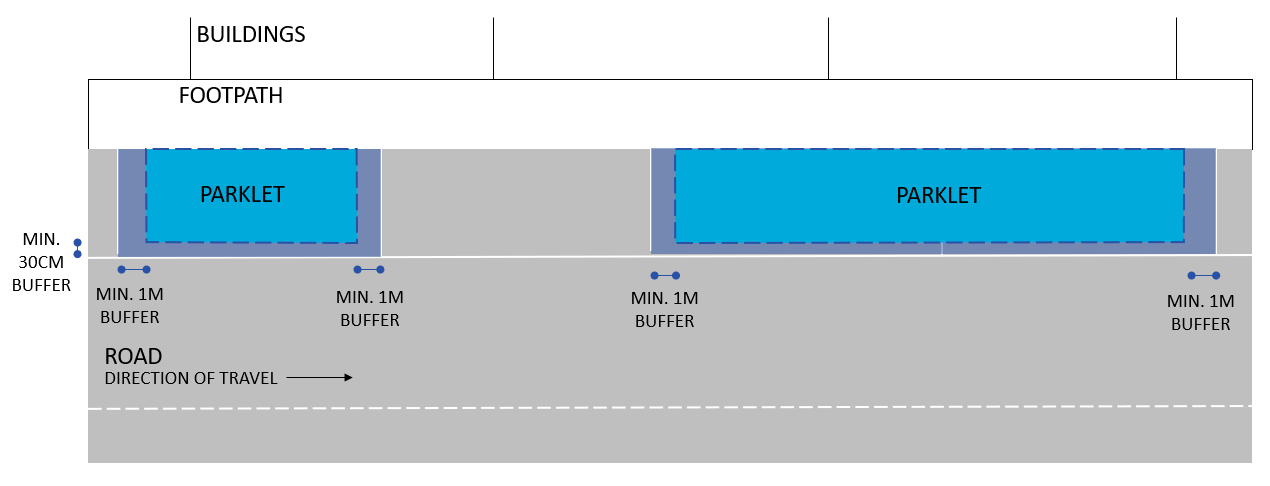 BUILDINGS
FOOTPATH
PARKLET
PARKLET
MIN.
30CM
BUFFER
MIN. 1M
BUFFER
MIN. 1M
BUFFER
MIN. 1M
BUFFER
MIN. 1M
BUFFER
ROAD
DIRECTION OF TRAVEL